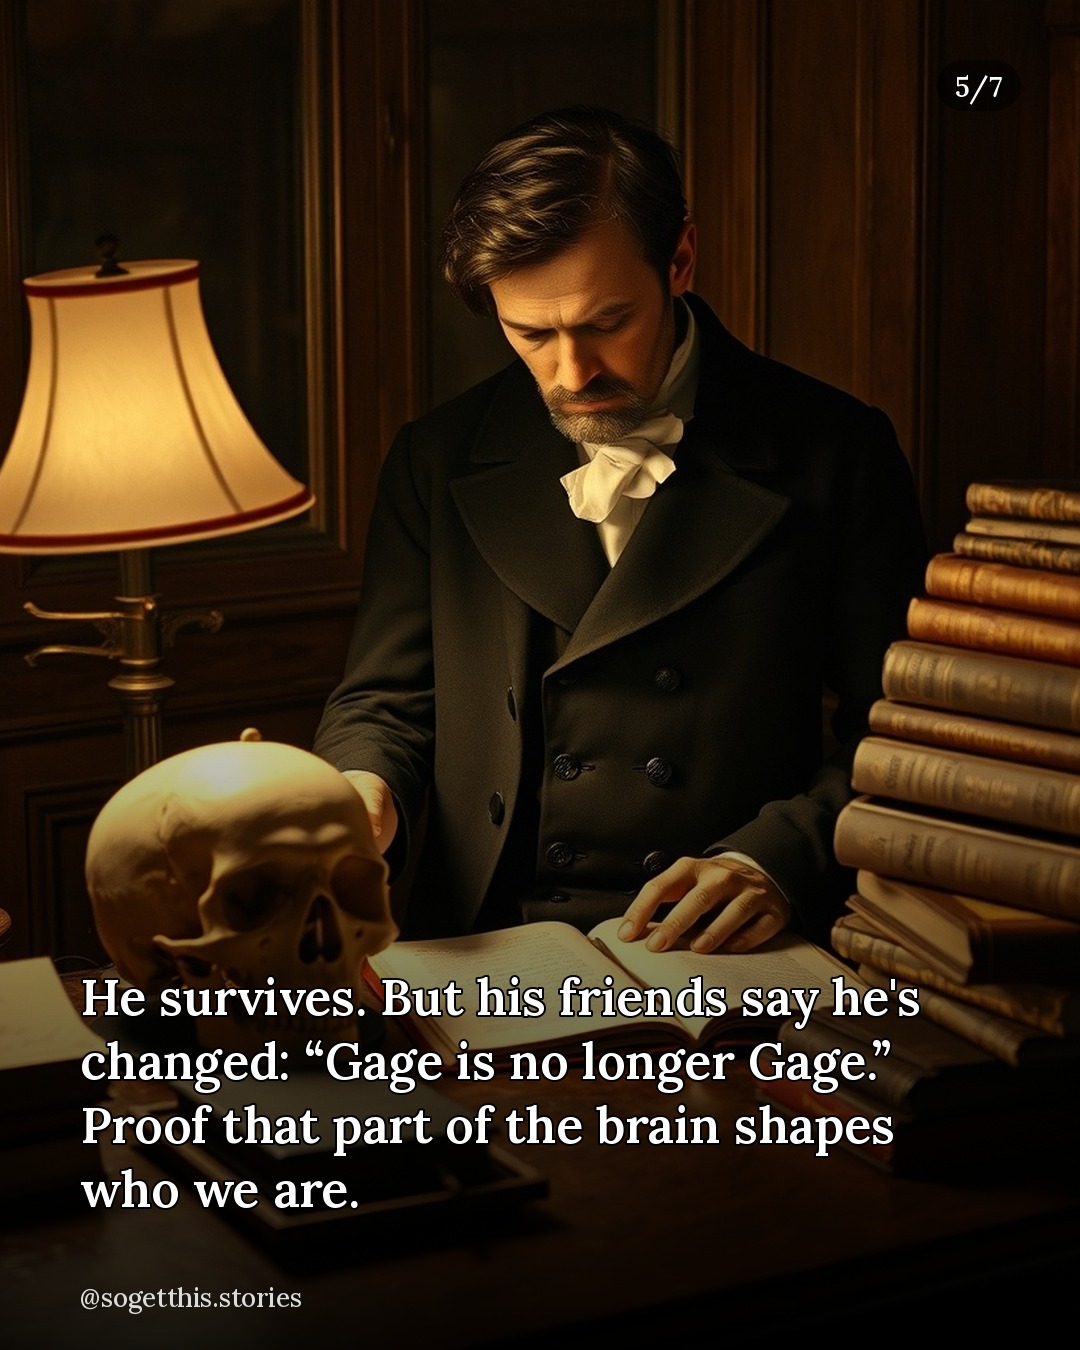 5/7
He survives. But his friends say he's
changed: “Gage is no longer Gage.”
Proof that part of the brain shapes
who we are.
@sogetthis.stories